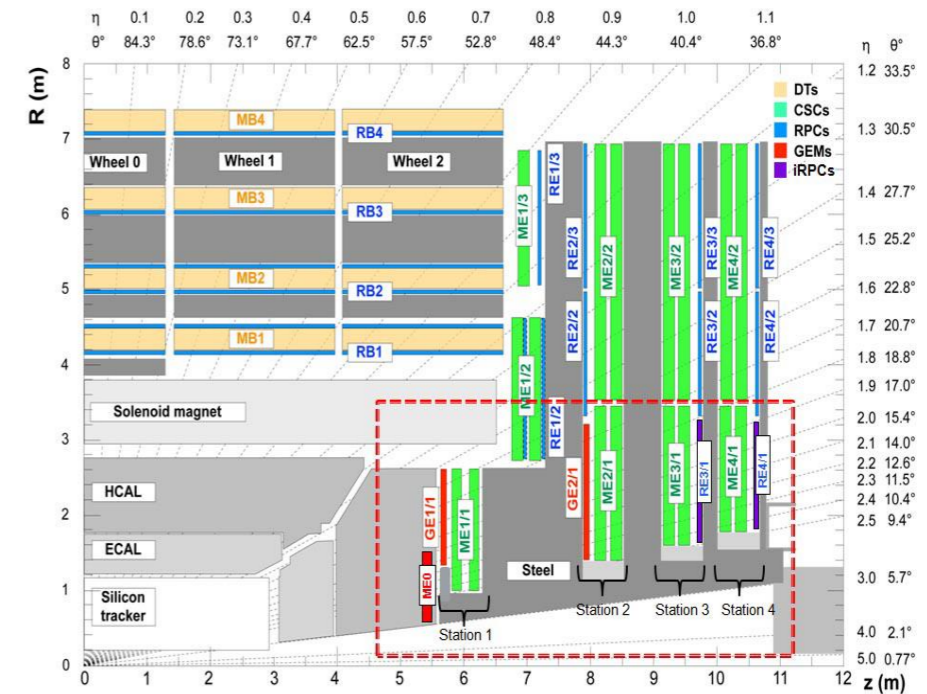 η 0.1 0.2 0.3 0.4 0.5 0.6 0.7 0.8 0.9 1.0 1.1
θ° 84.3° 78.6° 73.1° 67.7° 62.5° 57.5° 52.8° 48.4° 44.3° 40.4° 36.8° η θ°
R (m)
8
7
6
5
4
3
2
1
0
1.2 33.5°
1.3 30.5°
1.4 27.7°
1.5 25.2°
1.6 22.8°
1.7 20.7°
1.8 18.8°
1.9 17.0°
2.0 15.4°
2.1 14.0°
2.2 12.6°
2.3 11.5°
2.4 10.4°
2.5 9.4°
3.0 5.7°
4.0 2.1°
5.0 0.77°
DTs
CSCs
RPCs
GEMs
iRPCs
MB4
RB4
Wheel 0 Wheel 1 Wheel 2
MB3
RB3
MB2
RB2
MB1
RB1
Solenoid magnet
HCAL
ECAL
Silicon
tracker
ME1/3
RE1/3
ME1/2
RE1/2
RE2/3
RE2/2
ME2/2
ME3/2
RE3/3
RE3/2
ME4/2
RE4/3
RE4/2
GE1/1
ME1/1
ME0
GE2/1
ME2/1
ME3/1
RE3/1
ME4/1
RE4/1
Steel
Station 1
Station 2
Station 3
Station 4
0 1 2 3 4 5 6 7 8 9 10 11 12
z (m)